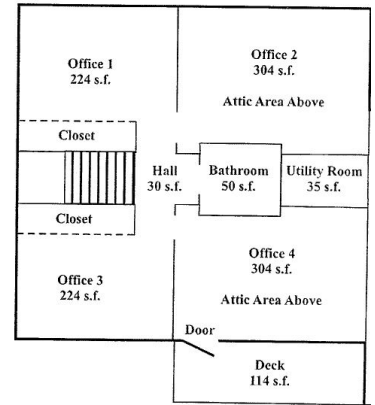 Office 1
224 s.f.
Office 2
304 s.f.
Attic Area Above
Closet
Hall
30 s.f.
Bathroom
50 s.f.
Utility Room
35 s.f.
Closet
Office 3
224 s.f.
Office 4
304 s.f.
Attic Area Above
Door
Deck
114 s.f.